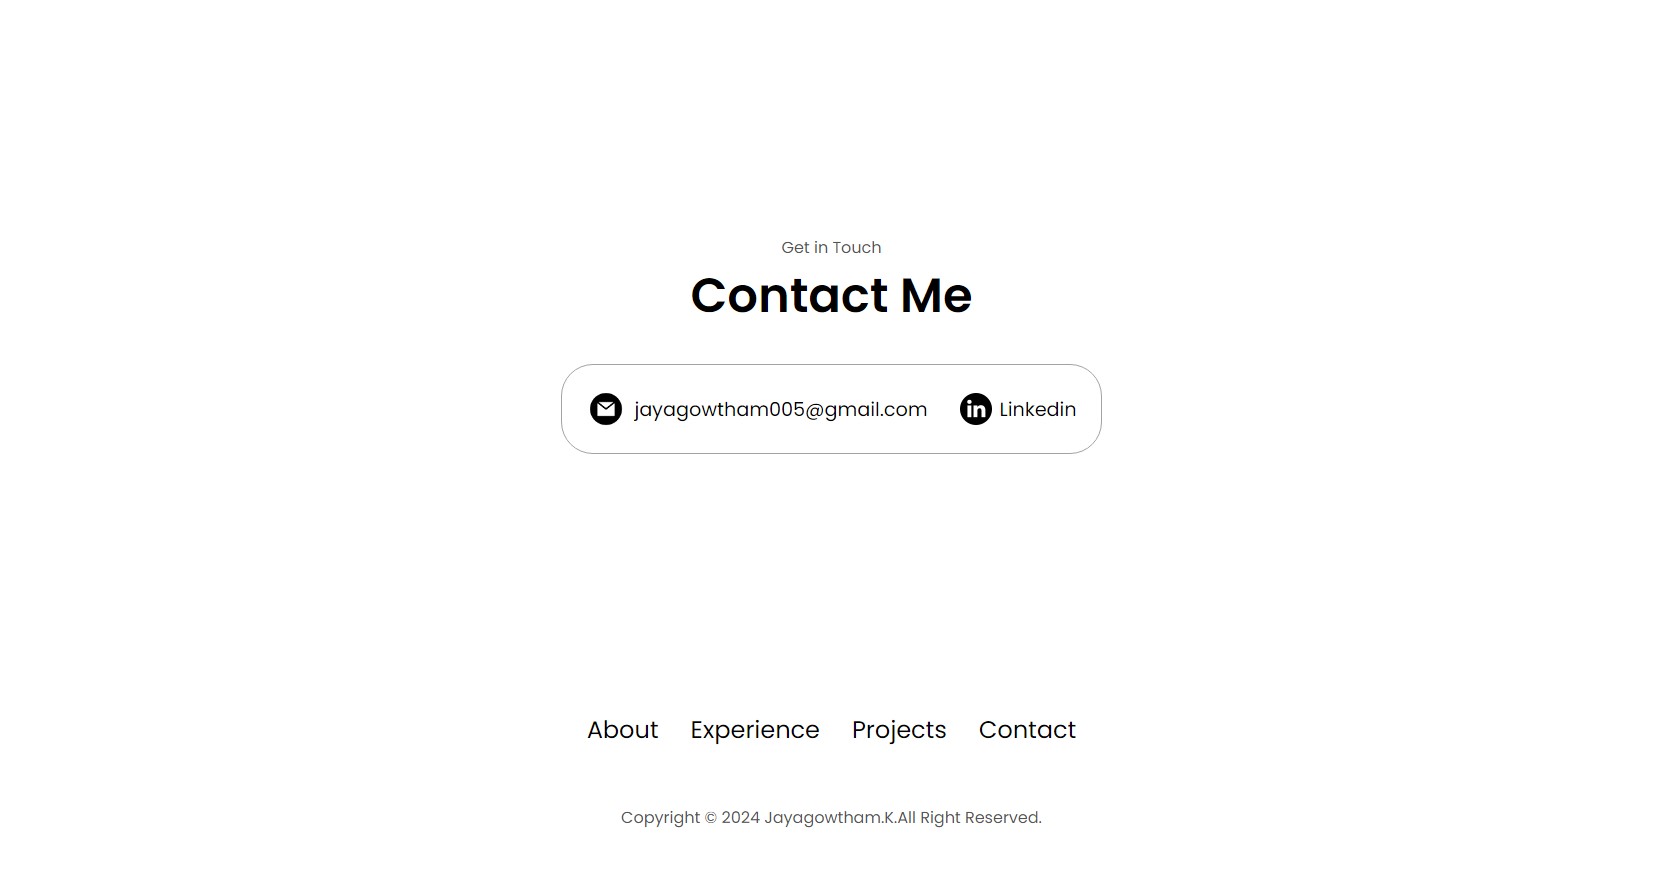 Get in Touch
Contact Me
jayagowtham005@gmail.com Linkedin
About Experience Projects Contact
Copyright © 2024 Jayagowtham.K.All Right Reserved.